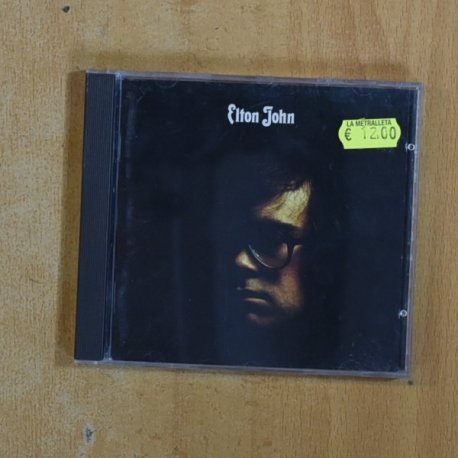 Elton John
LA METRALLETA
€ 12.00